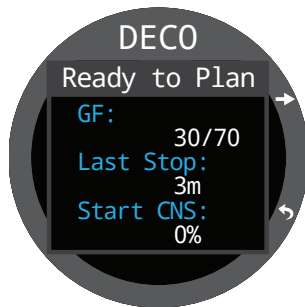 DECO
Ready to Plan
GF:
30/70
Last Stop:
3m
Start CNS:
0%